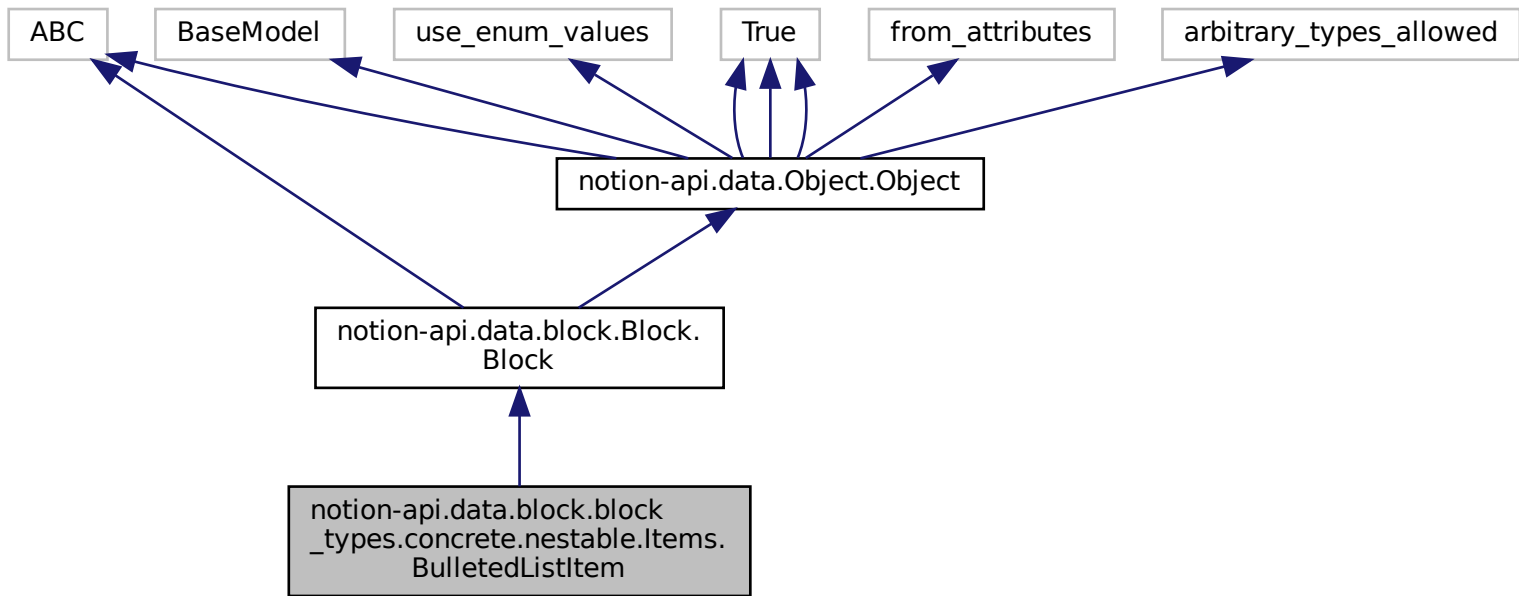 ABC
BaseModel
use_enum_values
True
from_attributes
arbitrary_types_allowed
notion-api.data.Object.Object
notion-api.data.block.Block.
Block
notion-api.data.block.block
_types.concrete.nestable.Items.
BulletedListItem